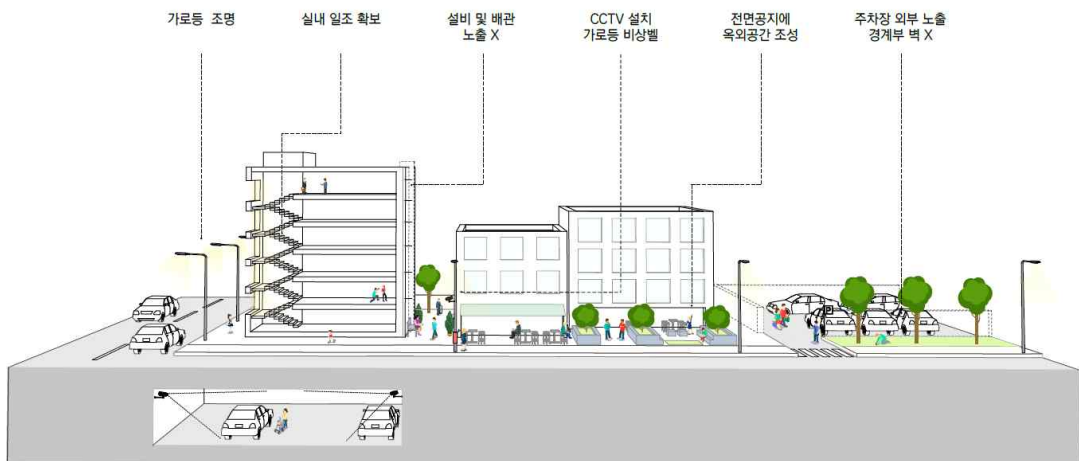 가로등 조명
실내 일조 확보
설비 및 배관
노출 X
CCTV 설치
가로등 비상벨
전면공지에
옥외공간 조성
주차장 외부 노출
경계부 벽 X